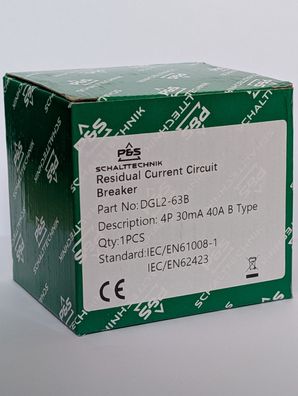 P&S
SCHALTTECHNIK
Residual Current Circuit
Breaker
Part No: DGL2-63B
Description: 4P 30mA 40A B Type
Qty:1PCS
Standard:IEC/EN61008-1
IEC/EN62423
CE